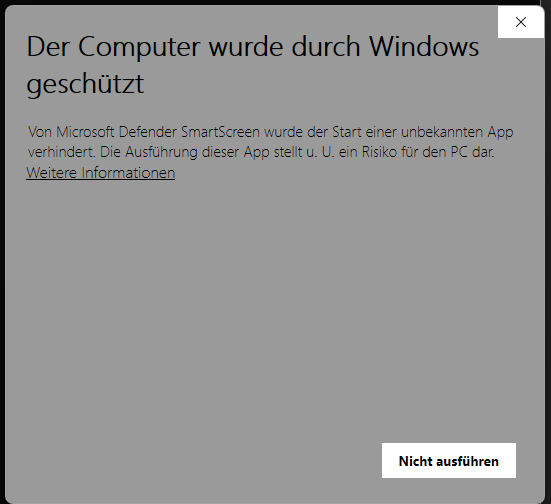 Der Computer wurde durch Windows
geschützt
Von Microsoft Defender SmartScreen wurde der Start einer unbekannten App
verhindert. Die Ausführung dieser App stellt u. U. ein Risiko für den PC dar.
Weitere Informationen
Nicht ausführen